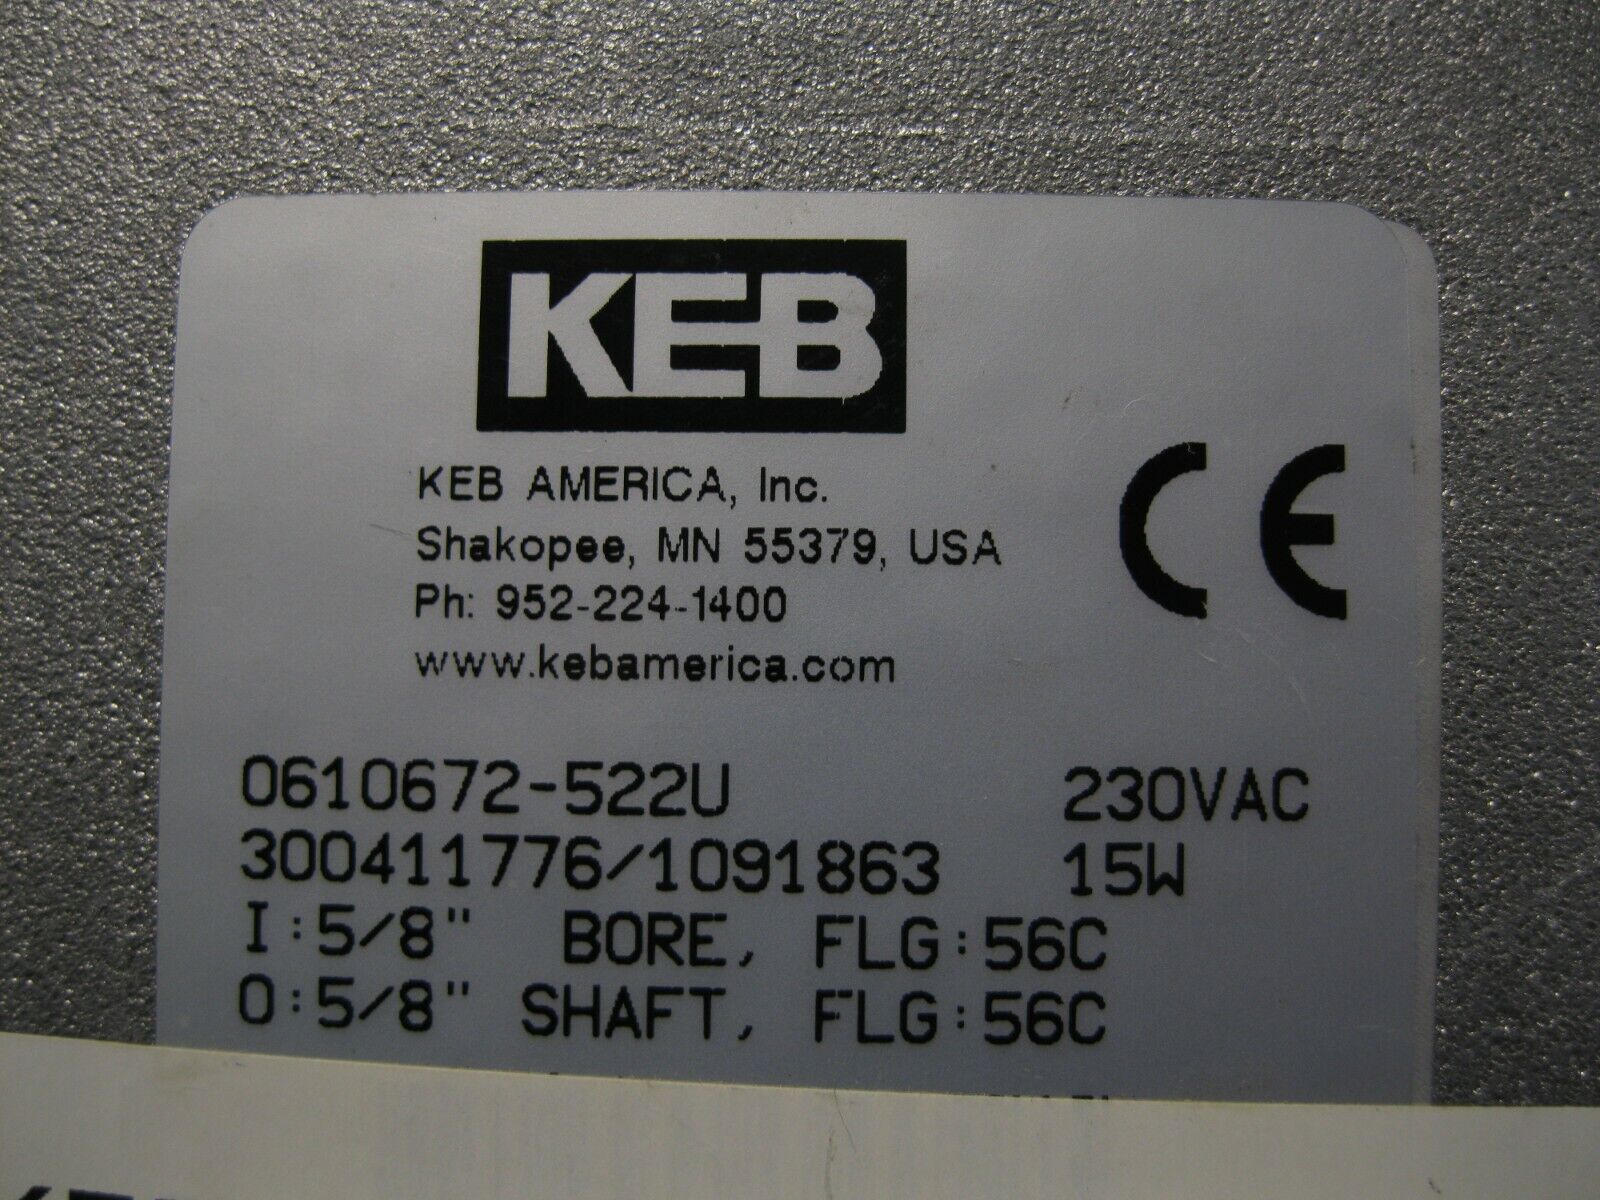 KEB
KEB AMERICA, Inc.
Shakopee, MN 55379, USA
Ph: 952-224-1400
www.kebamerica.com
CE
0610672-522U 230VAC
300411776/1091863 15W
I:5/8" BORE, FLG:56C
O:5/8" SHAFT, FLG:56C